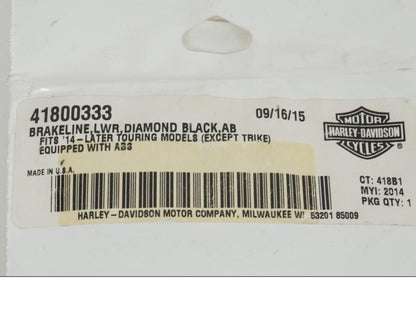 41800333 09/16/15
BRAKELINE,LWR,DIAMOND BLACK,AB
FITS '14-LATER TOURING MODELS (EXCEPT TRIKE)
EQUIPPED WITH ABS
MADE IN U.S.A.
MOTOR
HARLEY-DAVIDSON
CYCLES
CT: 418B1
MYI: 2014
PKG QTY: 1
HARLEY-DAVIDSON MOTOR COMPANY, MILWAUKEE WI 53201 85009